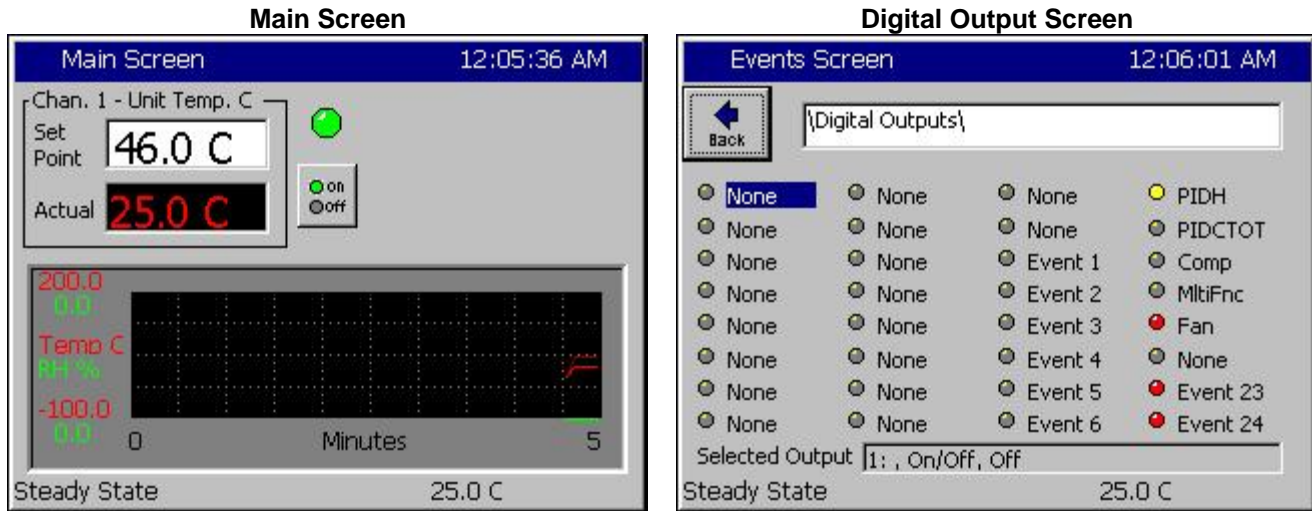 Main Screen
Main Screen 12:05:36 AM
Chan. 1 - Unit Temp. C
Set
Point 46.0 C
Actual 25.0 C
on
off
200.0
0.0
Temp C
RH %
-100.0
0.0
0 Minutes 5
Steady State 25.0 C
Digital Output Screen
Events Screen 12:06:01 AM
Back
\Digital Outputs\
None None None PIDH
None None None PIDCTOT
None None Event 1 Comp
None None Event 2 MltiFnc
None None Event 3 Fan
None None Event 4 None
None None Event 5 Event 23
None None Event 6 Event 24
Selected Output 1: , On/Off, Off
Steady State 25.0 C